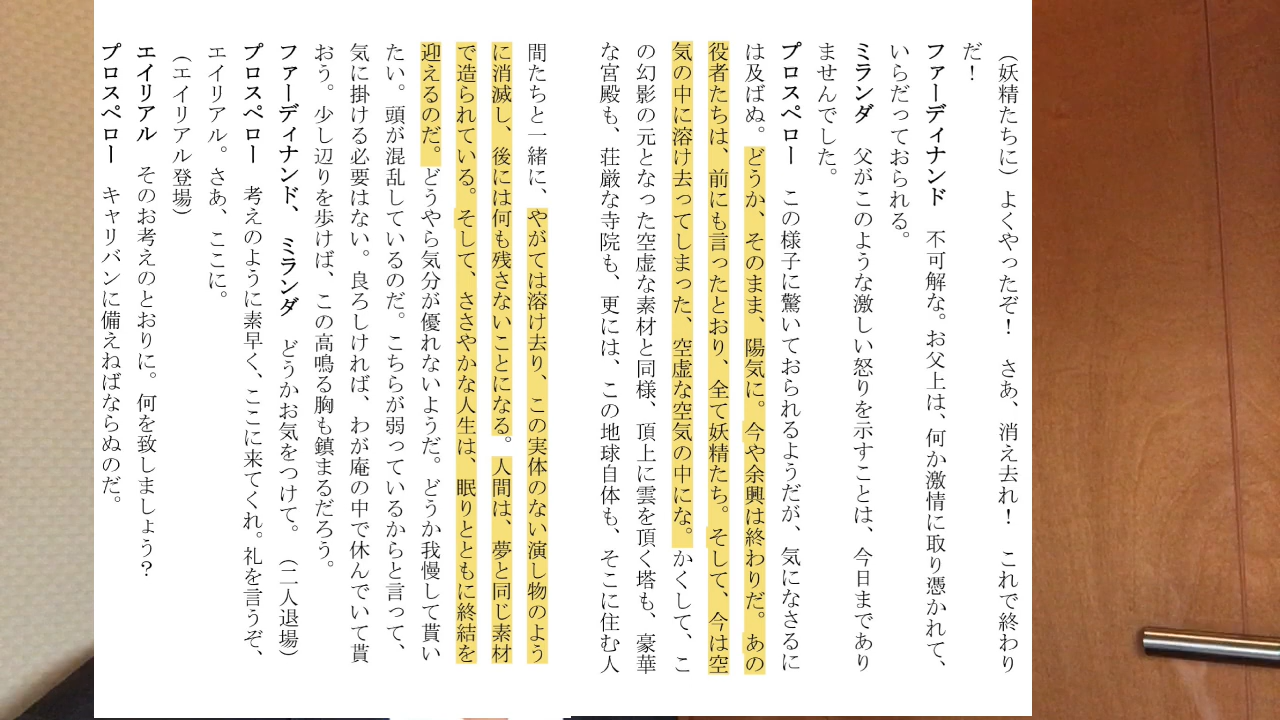 （妖精たちに）よくやったぞ！　さあ、消え去れ！　これで終わり
だ！
ファーディナンド　不可解な。お父上は、何か激情に取り憑かれて、
いらだっておられる。
ミランダ　父がこのような激しい怒りを示すことは、今日まであり
ませんでした。
プロスペロー　この様子に驚いておられるようだが、気になさるに
は及ばぬ。どうか、そのまま、陽気に。今や余興は終わりだ。あの
役者たちは、前にも言ったとおり、全て妖精たち。そして、今は空
気の中に溶け去ってしまった、空虚な空気の中にな。かくして、こ
の幻影の元となった空虚な素材と同様、頂上に雲を頂く塔も、豪華
な宮殿も、荘厳な寺院も、更には、この地球自体も、そこに住む人
間たちと一緒に、やがては溶け去り、この実体のない演し物のよう
に消滅し、後には何も残さないことになる。人間は、夢と同じ素材
で造られている。そして、ささやかな人生は、眠りとともに終結を
迎えるのだ。どうやら気分が優れないようだ。どうか我慢して貰い
たい。頭が混乱しているのだ。こちらが弱っているからと言って、
気に掛ける必要はない。良ろしければ、わが庵の中で休んでいて貰
おう。少し辺りを歩けば、この高鳴る胸も鎮まるだろう。
ファーディナンド、ミランダ　どうかお気をつけて。（二人退場）
プロスペロー　考えのように素早く、ここに来てくれ。礼を言うぞ、
エイリアル。さあ、ここに。
（エイリアル登場）
エイリアル　そのお考えのとおりに。何を致しましょう？
プロスペロー　キャリバンに備えねばならぬのだ。